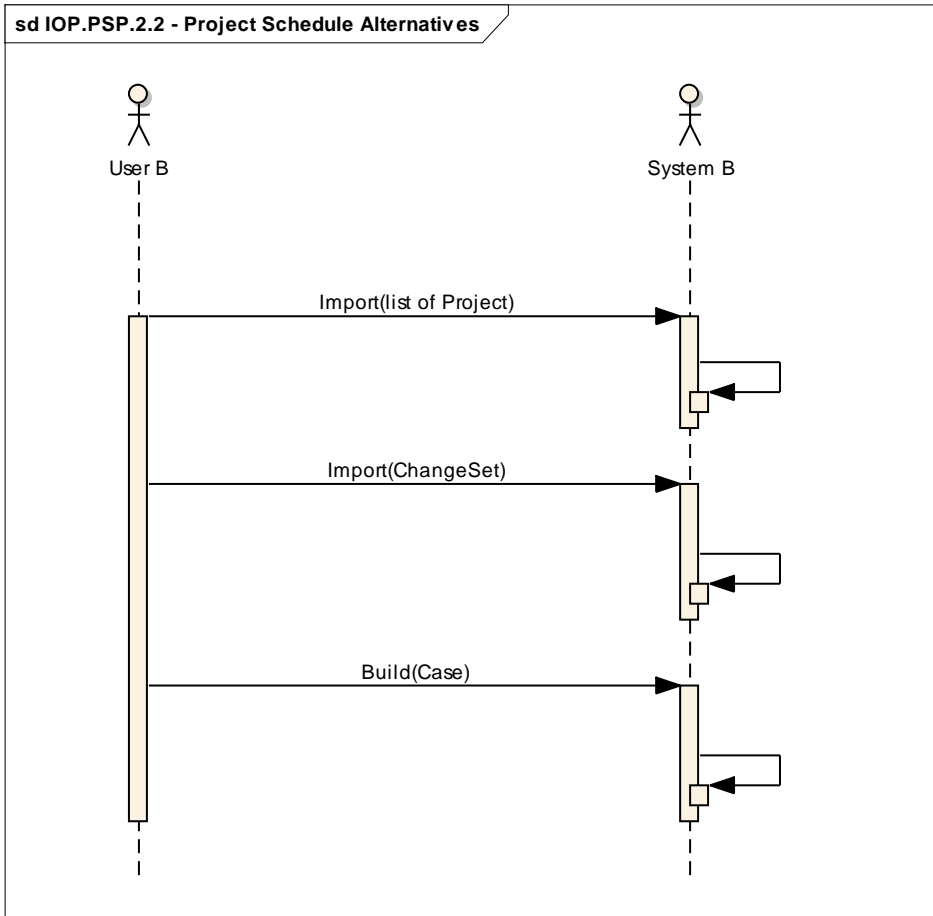 sd IOP.PSP.2.2 - Project Schedule Alternatives
User B
System B
Import(list of Project)
Import(ChangeSet)
Build(Case)